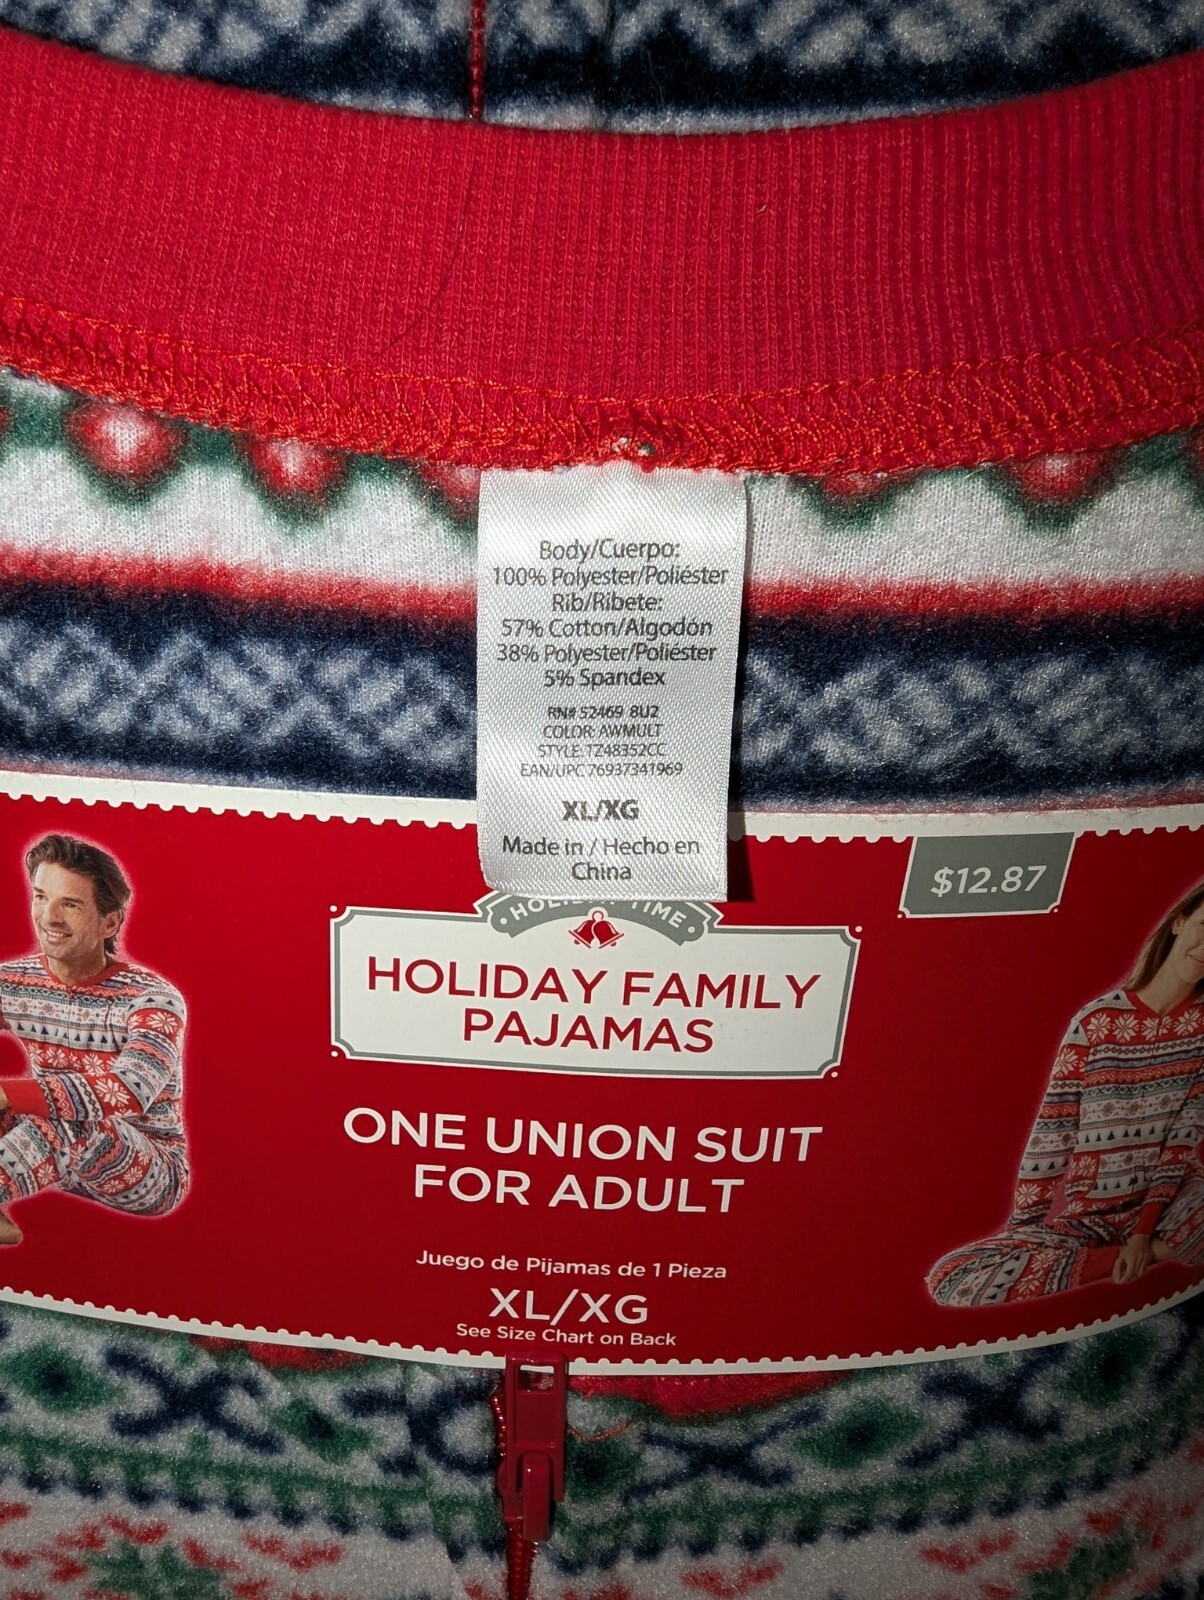 Body/Cuerpo:
100% Polyester/Poliéster
Rib/Ribete:
57% Cotton/Algodón
38% Polyester/Poliéster
5% Spandex
RN# 52469 8U2
COLOR: AWMULT
STYLE: TZ48352CC
EAN/UPC 76937341969
XL/XG
Made in / Hecho en
China
$12.87
HOLIDAY FAMILY
PAJAMAS
ONE UNION SUIT
FOR ADULT
Juego de Pijamas de 1 Pieza
XL/XG
See Size Chart on Back